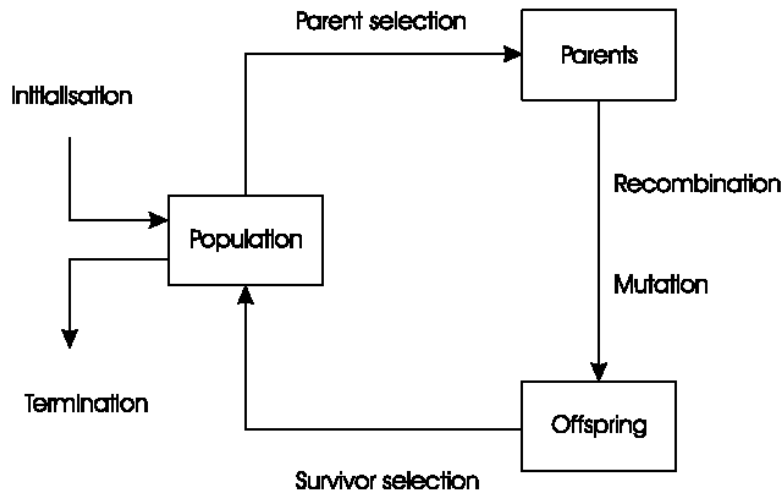 Parent selection
Parents
Initialisation
Recombination
Population
Mutation
Termination
Offspring
Survivor selection